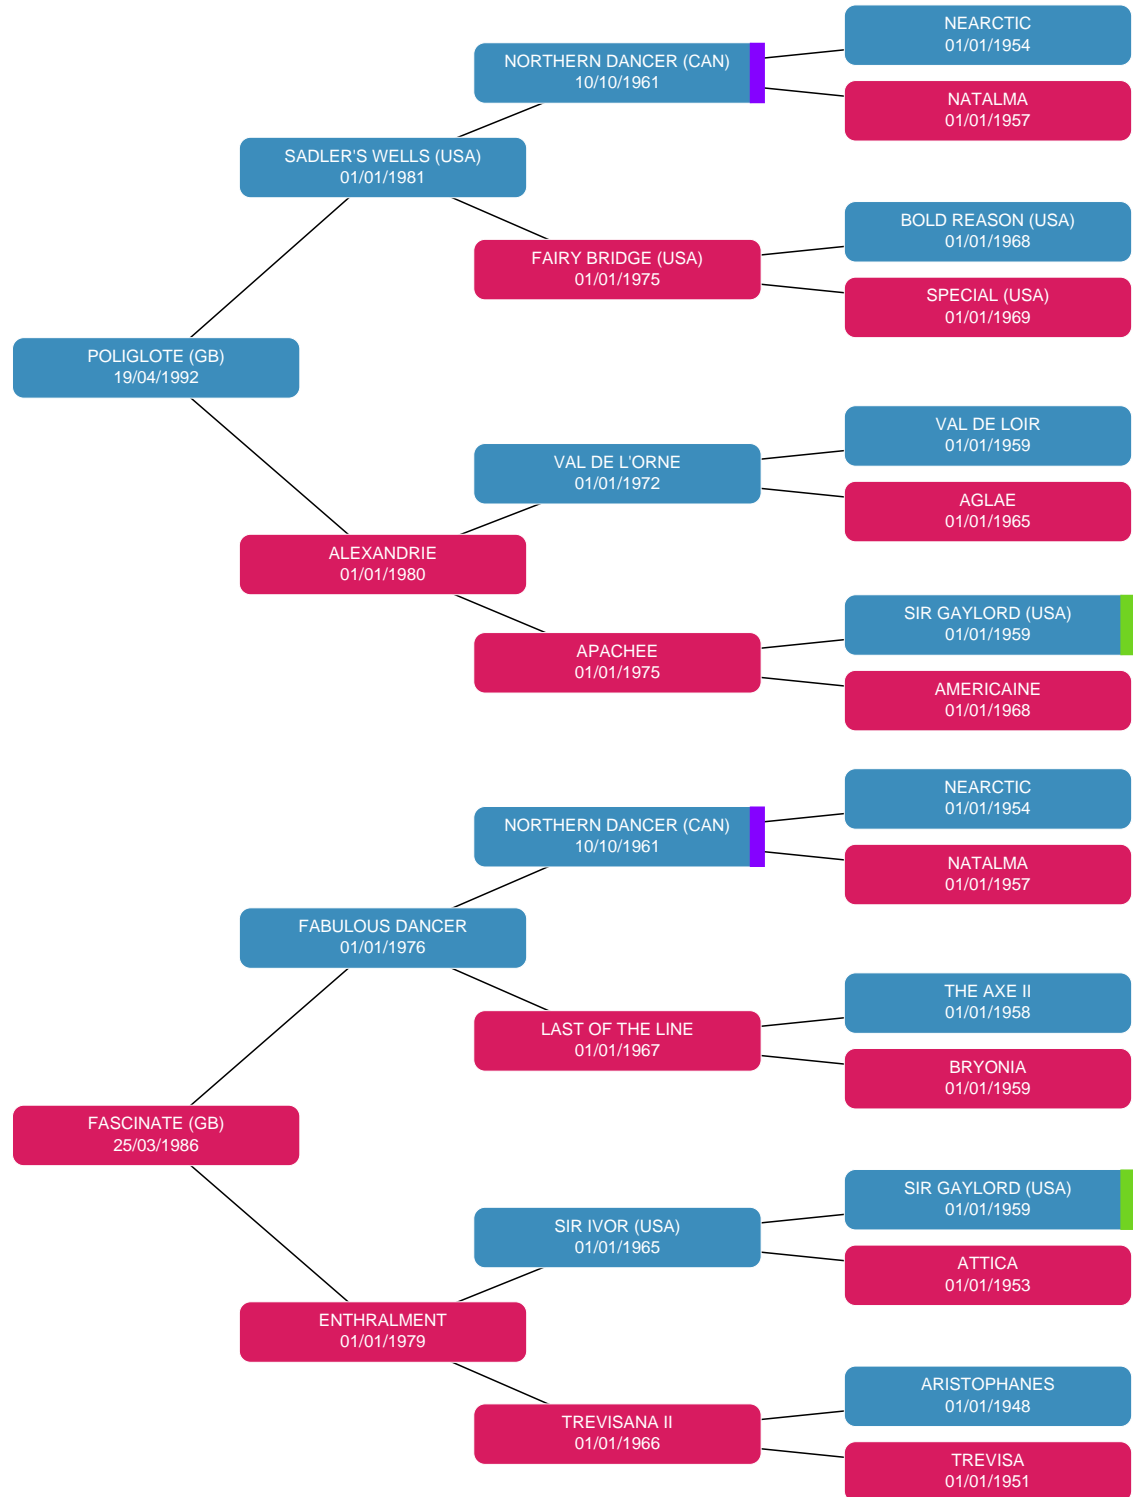 NEARCTIC
01/01/1954
NORTHERN DANCER (CAN)
10/10/1961
NATALMA
01/01/1957
SADLER'S WELLS (USA)
01/01/1981
BOLD REASON (USA)
01/01/1968
FAIRY BRIDGE (USA)
01/01/1975
SPECIAL (USA)
01/01/1969
POLIGLOTE (GB)
19/04/1992
VAL DE LOIR
01/01/1959
VAL DE L'ORNE
01/01/1972
AGLAE
01/01/1965
ALEXANDRIE
01/01/1980
SIR GAYLORD (USA)
01/01/1959
APACHEE
01/01/1975
AMERICAINE
01/01/1968
NEARCTIC
01/01/1954
NORTHERN DANCER (CAN)
10/10/1961
NATALMA
01/01/1957
FABULOUS DANCER
01/01/1976
THE AXE II
01/01/1958
LAST OF THE LINE
01/01/1967
BRYONIA
01/01/1959
FASCINATE (GB)
25/03/1986
SIR GAYLORD (USA)
01/01/1959
SIR IVOR (USA)
01/01/1965
ATTICA
01/01/1953
ENTHRALMENT
01/01/1979
ARISTOPHANES
01/01/1948
TREVISANA II
01/01/1966
TREVISA
01/01/1951